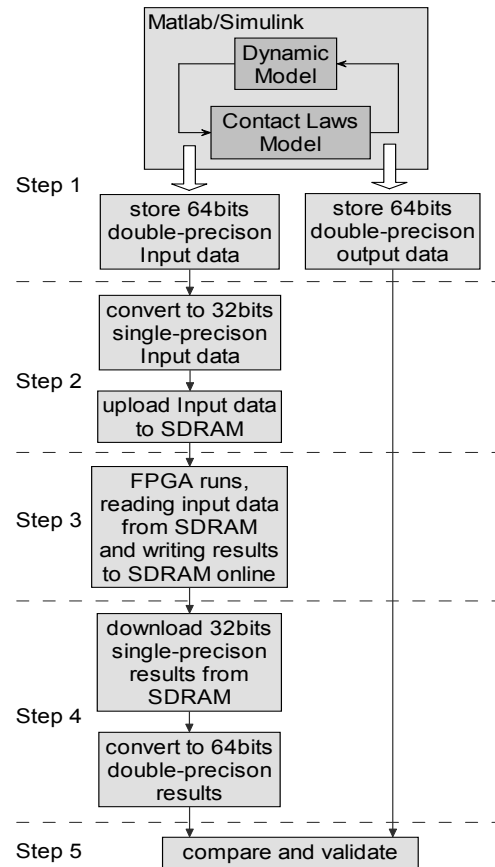 Matlab/Simulink
Dynamic
Model
Contact Laws
Model
Step 1
store 64bits
double-precison
Input data
store 64bits
double-precison
output data
convert to 32bits
single-precison
Input data
Step 2
upload Input data
to SDRAM
FPGA runs,
reading input data
from SDRAM
and writing results
to SDRAM online
Step 3
download 32bits
single-precison
results from
SDRAM
Step 4
convert to 64bits
double-precison
results
Step 5
compare and validate